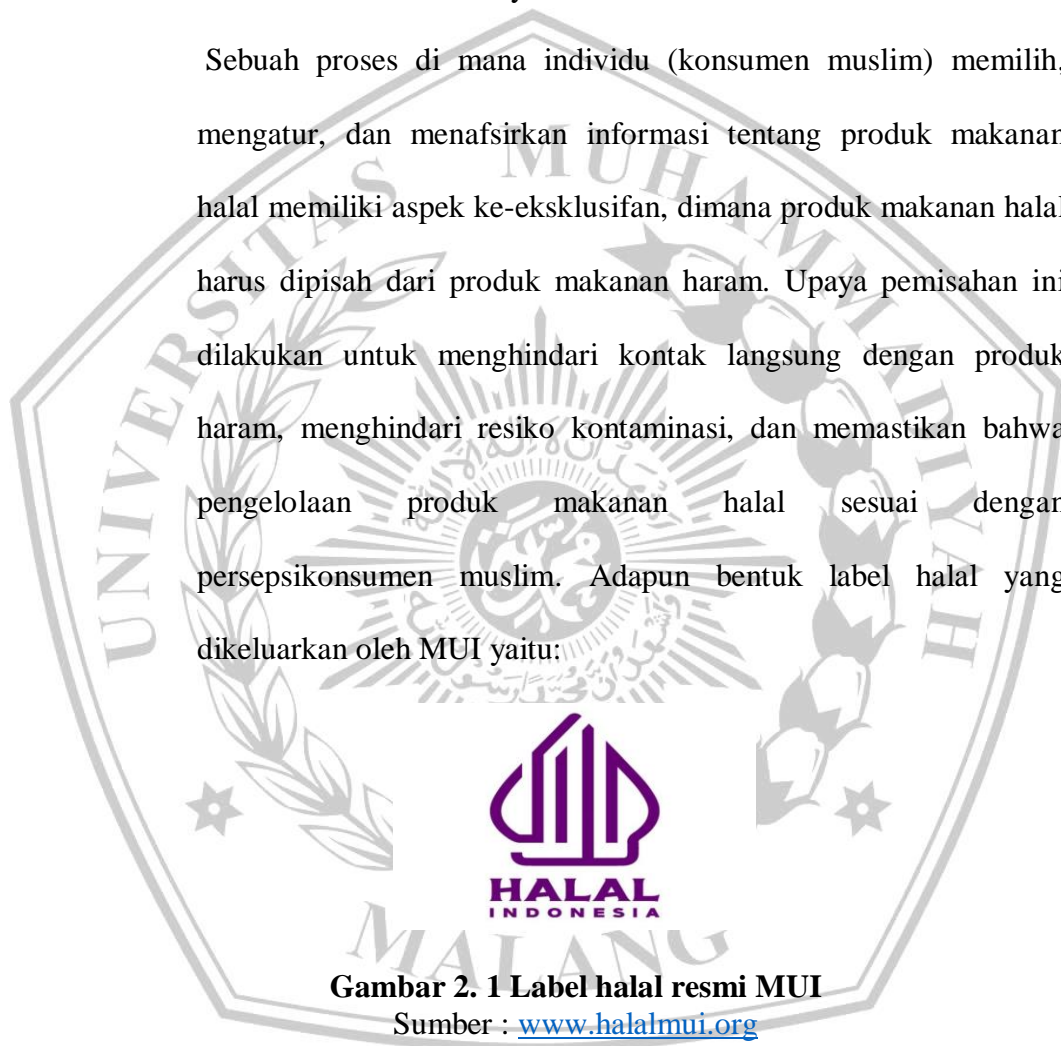 Sebuah proses di mana individu (konsumen muslim) memilih,
mengatur, dan menafsirkan informasi tentang produk makanan
halal memiliki aspek ke-eksklusifan, dimana produk makanan halal
harus dipisah dari produk makanan haram. Upaya pemisahan ini
dilakukan untuk menghindari kontak langsung dengan produk
haram, menghindari resiko kontaminasi, dan memastikan bahwa
pengelolaan produk makanan halal sesuai dengan
persepsikonsumen muslim. Adapun bentuk label halal yang
dikeluarkan oleh MUI yaitu:
HALAL
INDONESIA
Gambar 2. 1 Label halal resmi MUI
Sumber : www.halalmui.org
UNIVERSITAS MUHAMMADIYAH
MALANG